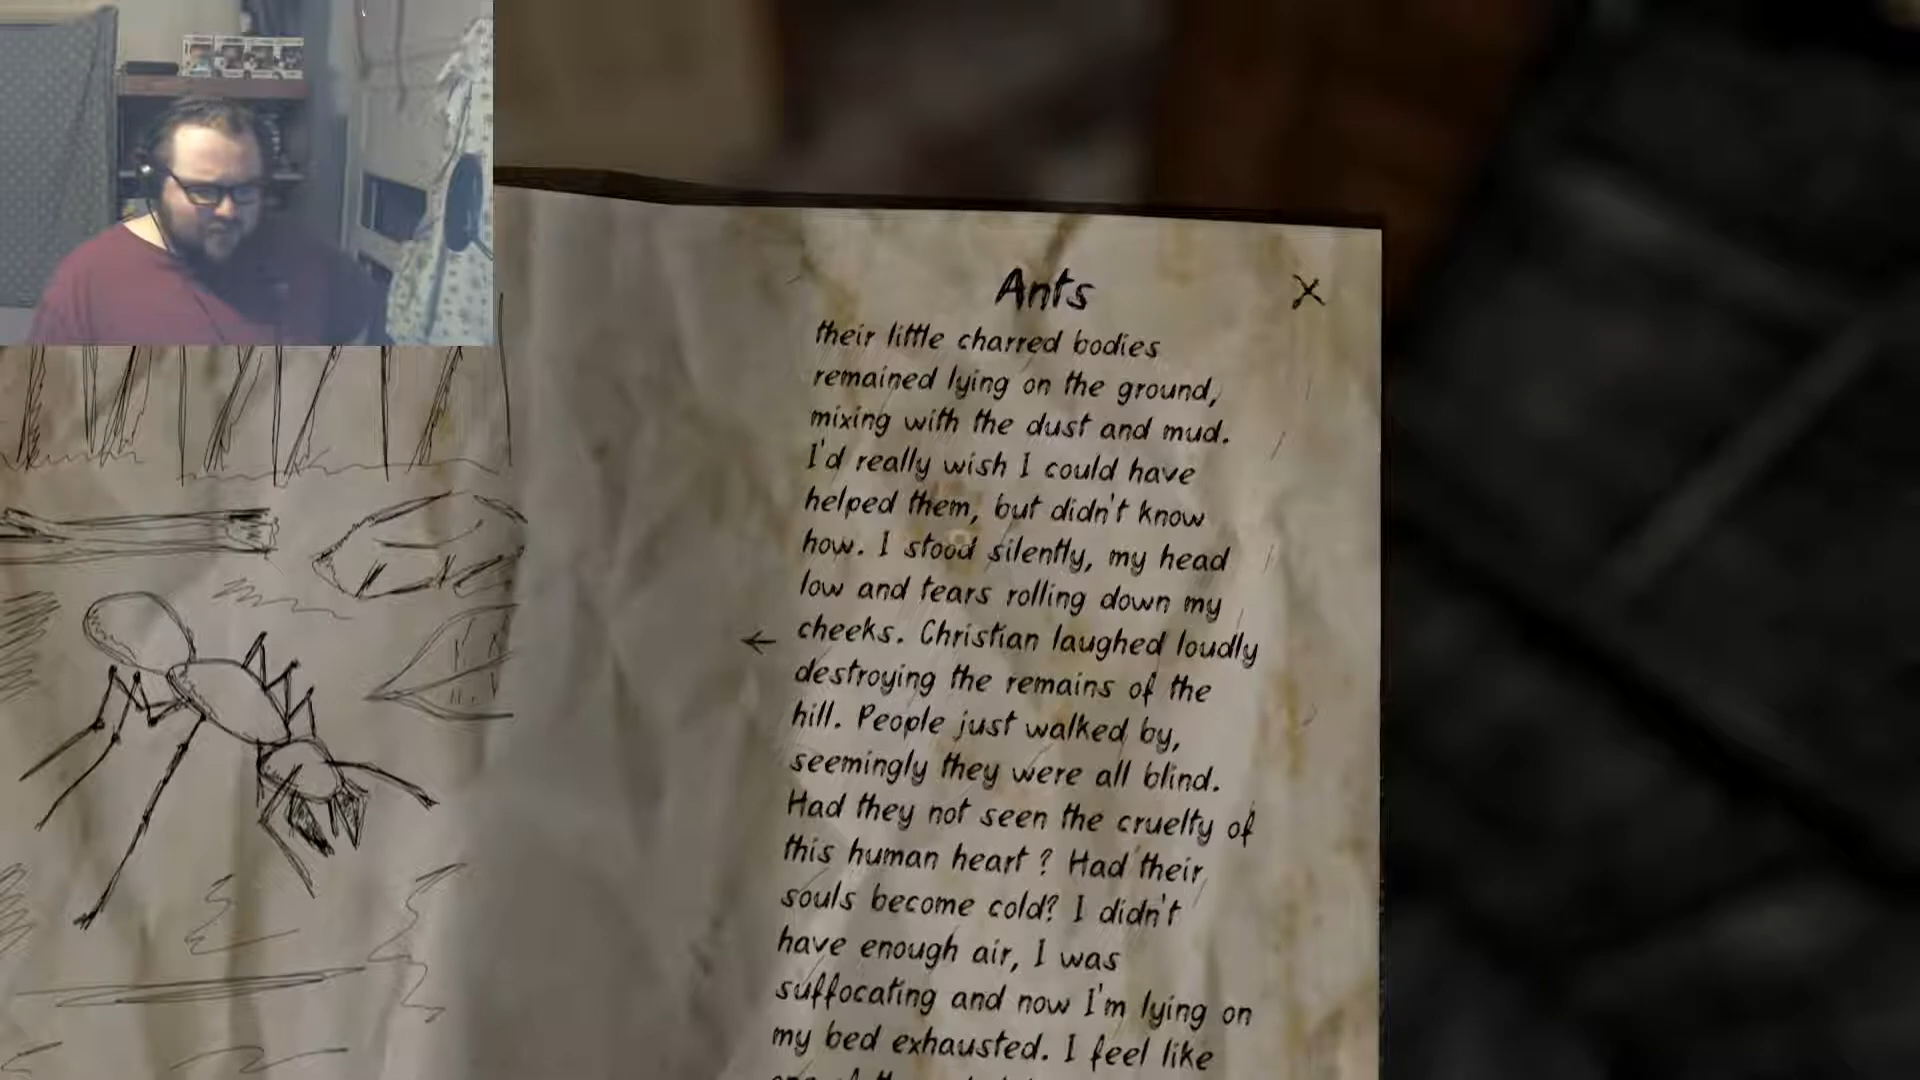 Ants
their little charred bodies
remained lying on the ground,
mixing with the dust and mud.
I'd really wish I could have
helped them, but didn't know
how. I stood silently, my head
low and tears rolling down my
cheeks. Christian laughed loudly
destroying the remains of the
hill. People just walked by,
seemingly they were all blind.
Had they not seen the cruelty of
this human heart? Had their
souls become cold? I didn't
have enough air, I was
suffocating and now I'm lying on
my bed exhausted. I feel like